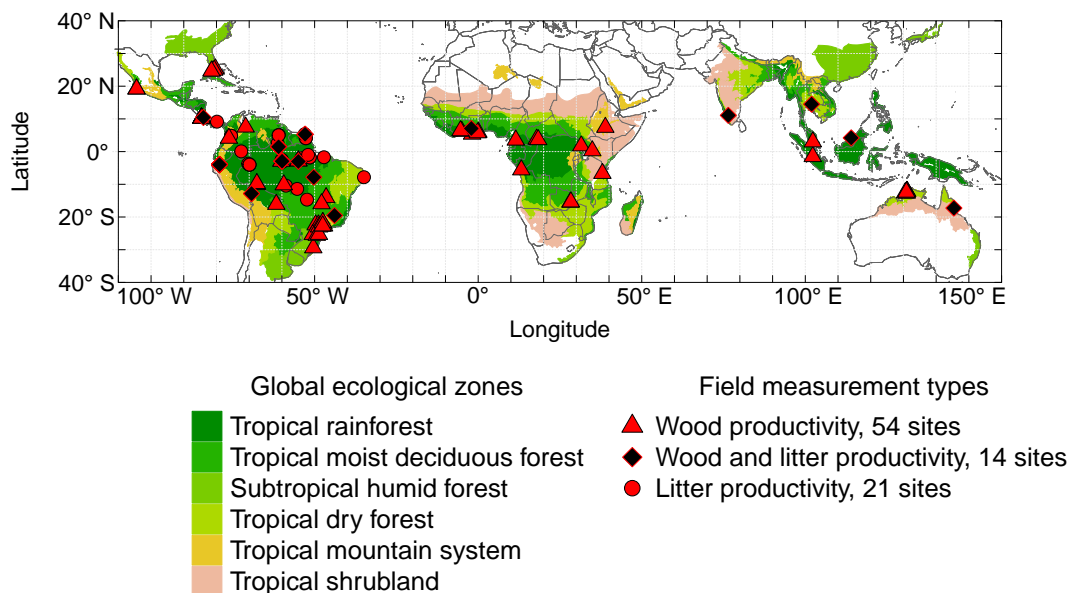 40° N
20° N
0°
20° S
40° S
Latitude
100° W
50° W
0°
50° E
100° E
150° E
Longitude
Global ecological zones
Tropical rainforest
Tropical moist deciduous forest
Subtropical humid forest
Tropical dry forest
Tropical mountain system
Tropical shrubland
Field measurement types
Wood productivity, 54 sites
Wood and litter productivity, 14 sites
Litter productivity, 21 sites